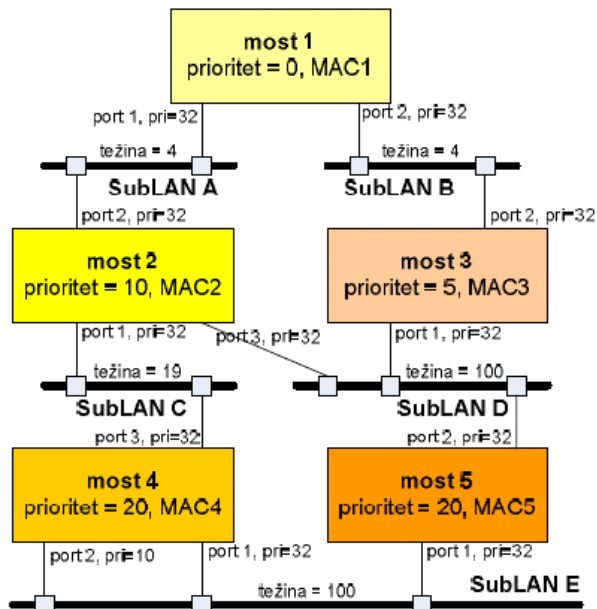 most 1
prioritet = 0, MAC1
port 1, pri=32
port 2, pri=32
težina = 4
težina = 4
SubLAN A
SubLAN B
port 2, pri=32
port 2, pri=32
most 2
prioritet = 10, MAC2
most 3
prioritet = 5, MAC3
port 1, pri=32
port 3, pri=32
port 1, pri=32
težina = 19
težina = 100
SubLAN C
SubLAN D
port 3, pri=32
port 2, pri=32
most 4
prioritet = 20, MAC4
most 5
prioritet = 20, MAC5
port 2, pri=10
port 1, pri=32
port 1, pri=32
težina = 100
SubLAN E